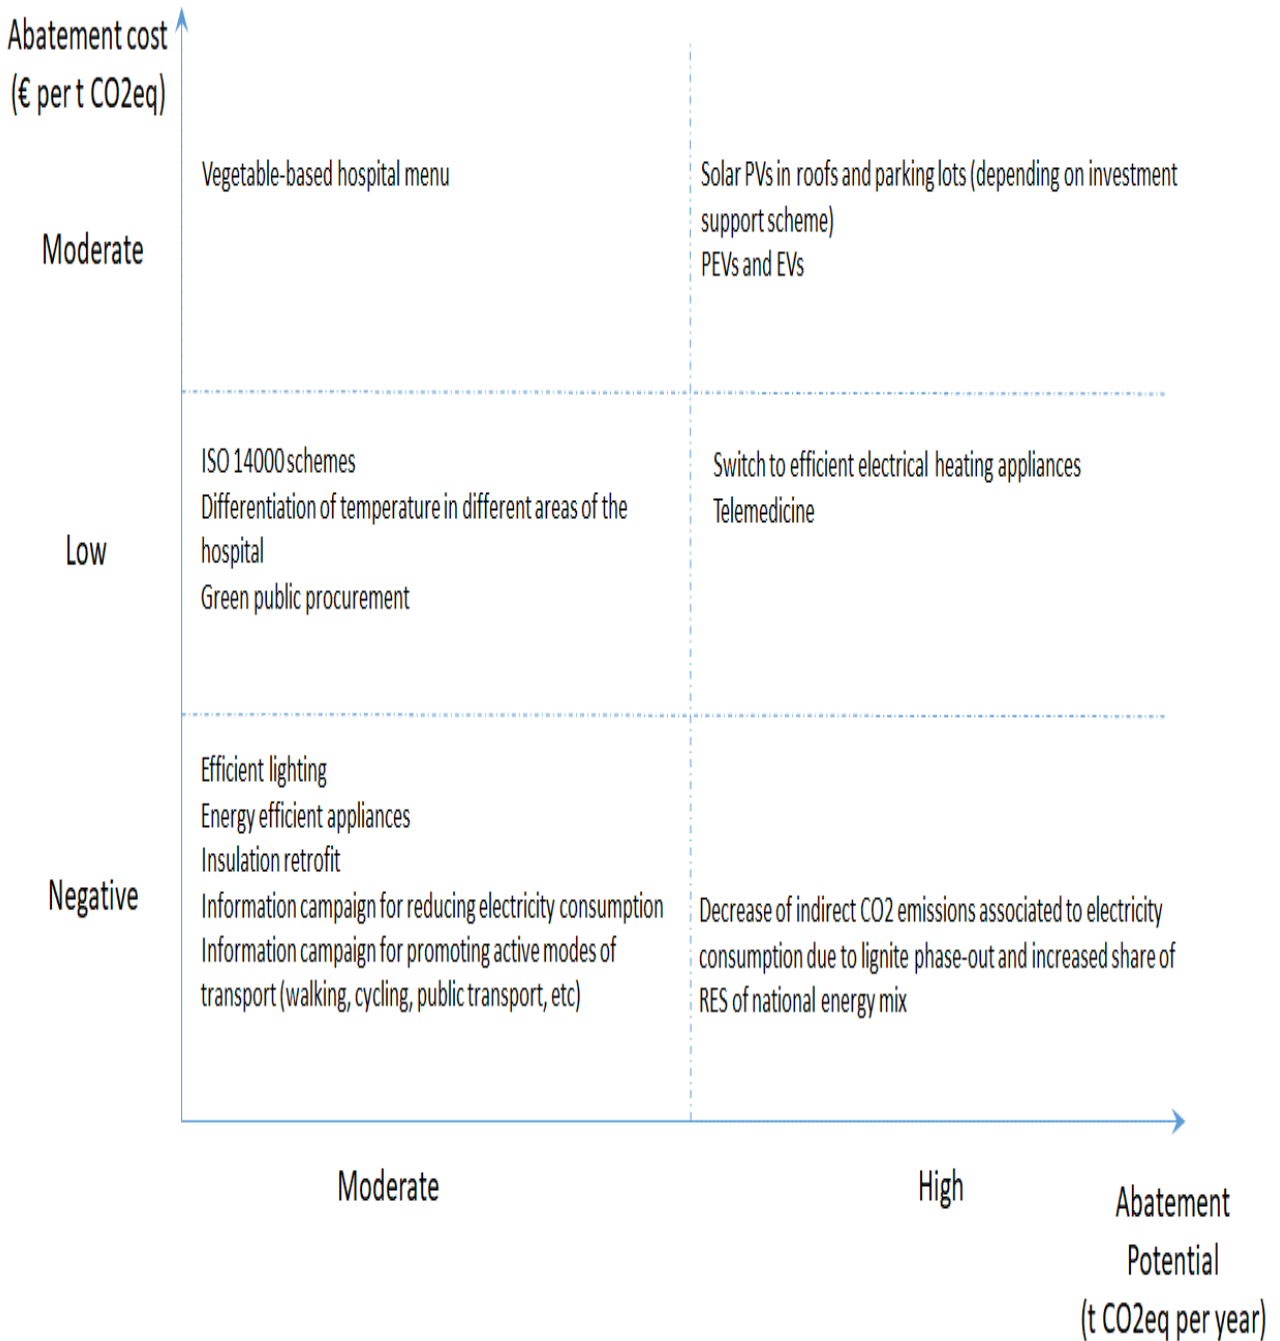 Abatement cost
(€ per t CO2eq)
Vegetable-based hospital menu
Solar PVs in roofs and parking lots (depending on investment
support scheme)
PEVs and EVs
Moderate
ISO 14000 schemes
Differentiation of temperature in different areas of the
hospital
Green public procurement
Switch to efficient electrical heating appliances
Telemedicine
Low
Efficient lighting
Energy efficient appliances
Insulation retrofit
Information campaign for reducing electricity consumption
Information campaign for promoting active modes of
transport (walking, cycling, public transport, etc)
Negative
Decrease of indirect CO2 emissions associated to electricity
consumption due to lignite phase-out and increased share of
RES of national energy mix
Moderate
High
Abatement
Potential
(t CO2eq per year)